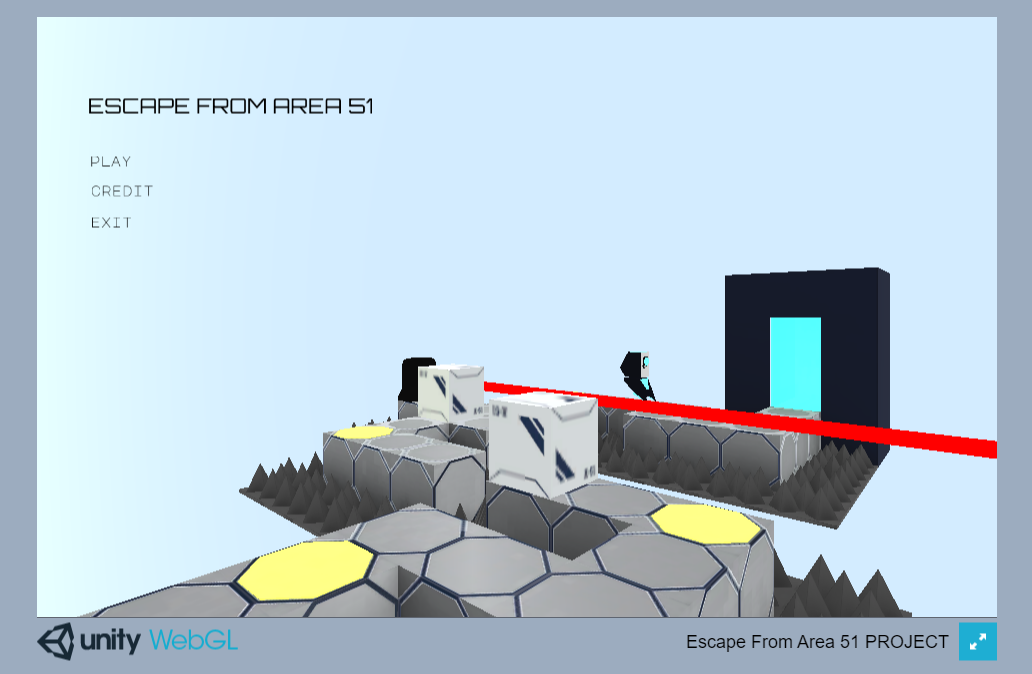 ESCAPE FROM AREA 51
PLAY
CREDIT
EXIT
unity WebGL
Escape From Area 51 PROJECT